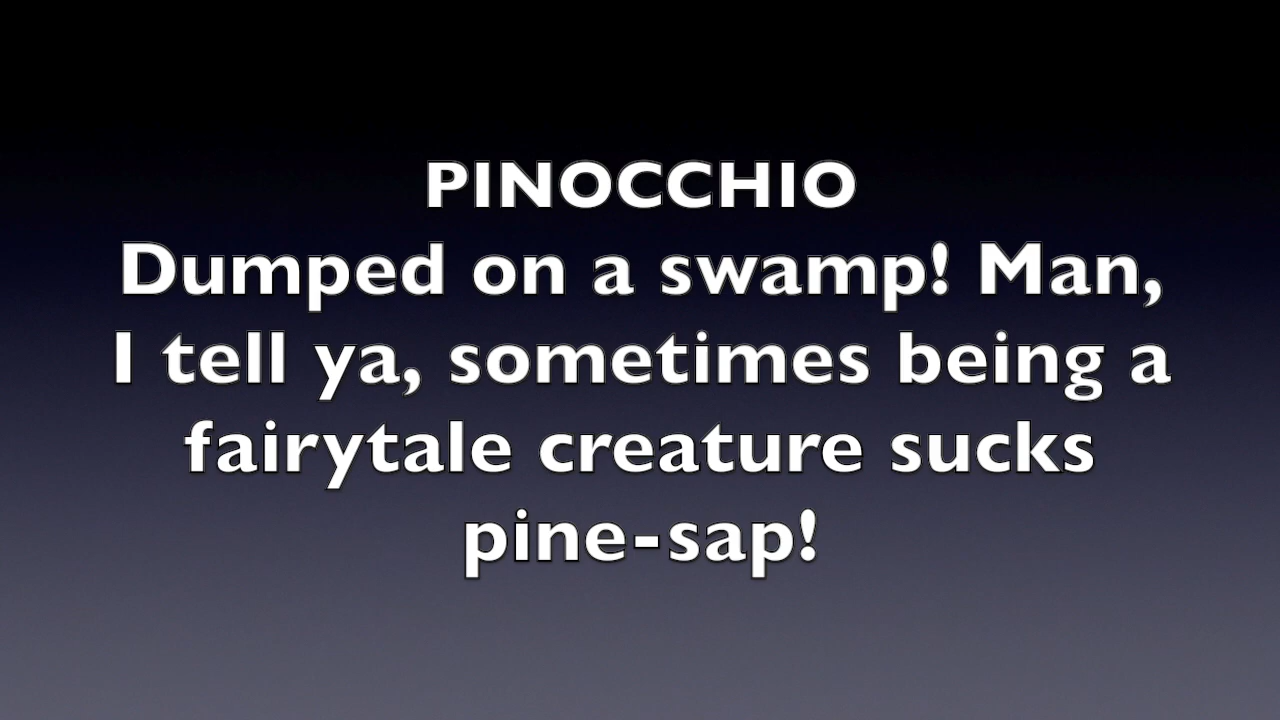 PINOCCHIO
Dumped on a swamp! Man,
I tell ya, sometimes being a
fairytale creature sucks
pine-sap!